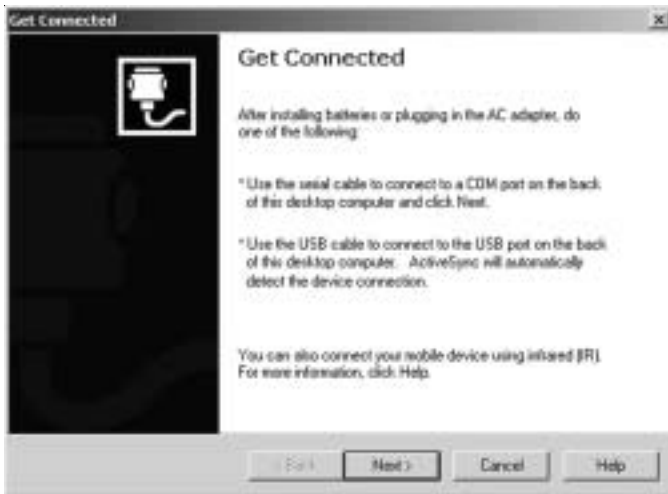 Get Connected
Get Connected
After installing batteries or plugging in the AC adapter, do
one of the following:
* Use the serial cable to connect to a COM port on the back
of this desktop computer and click Next.
* Use the USB cable to connect to the USB port on the back
of this desktop computer. ActiveSync will automatically
detect the device connection.
You can also connect your mobile device using infrared (IR).
For more information, click Help.
< Back Next > Cancel Help